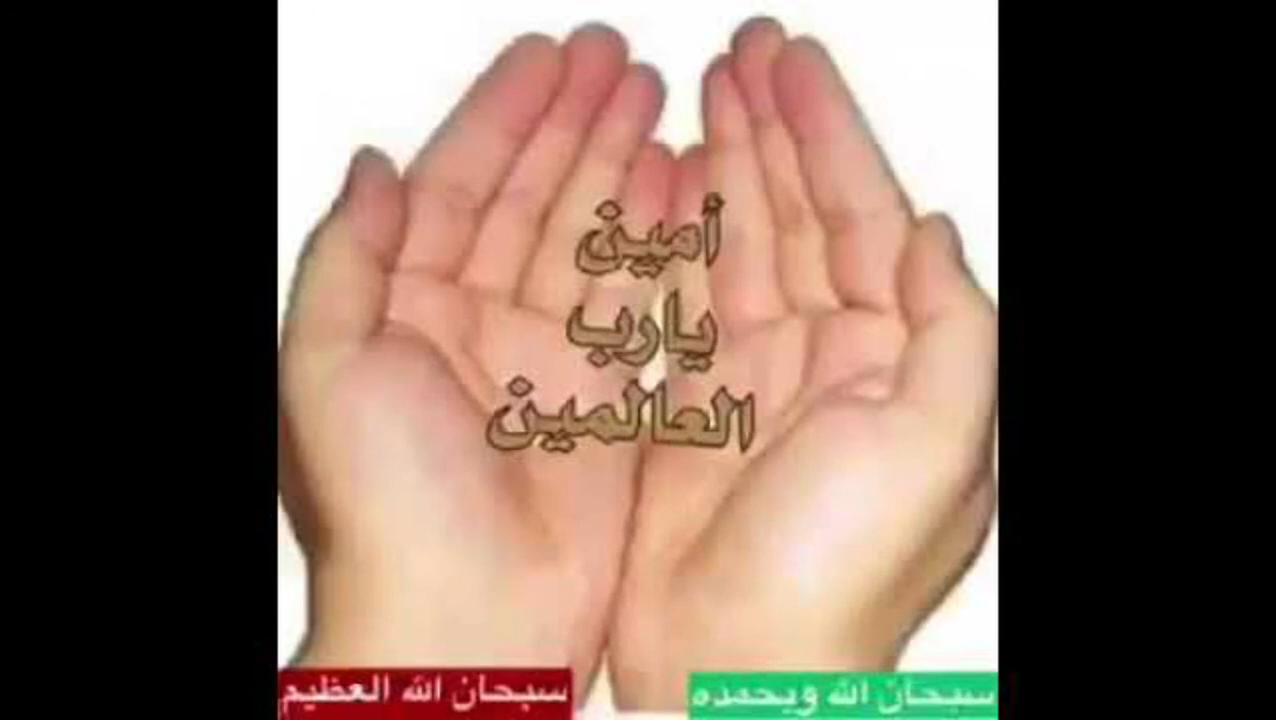 أمين
يارب
العالمين
سبحان الله وبحمده
سبحان الله العظيم